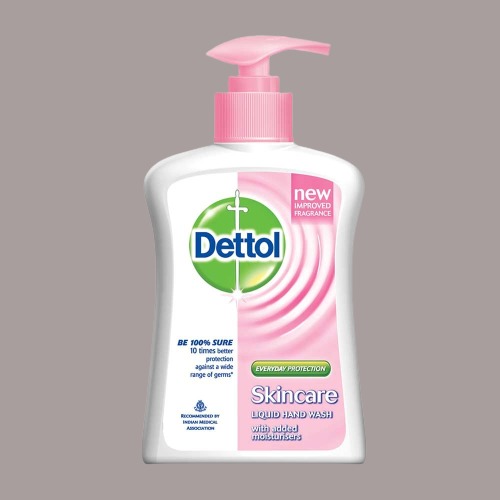 new
IMPROVED
FRAGRANCE
Dettol
BE 100% SURE
10 times better
protection
against a wide
range of germs*
EVERYDAY PROTECTION
Skincare
LIQUID HAND WASH
with added
moisturisers
RECOMMENDED BY
INDIAN MEDICAL
ASSOCIATION